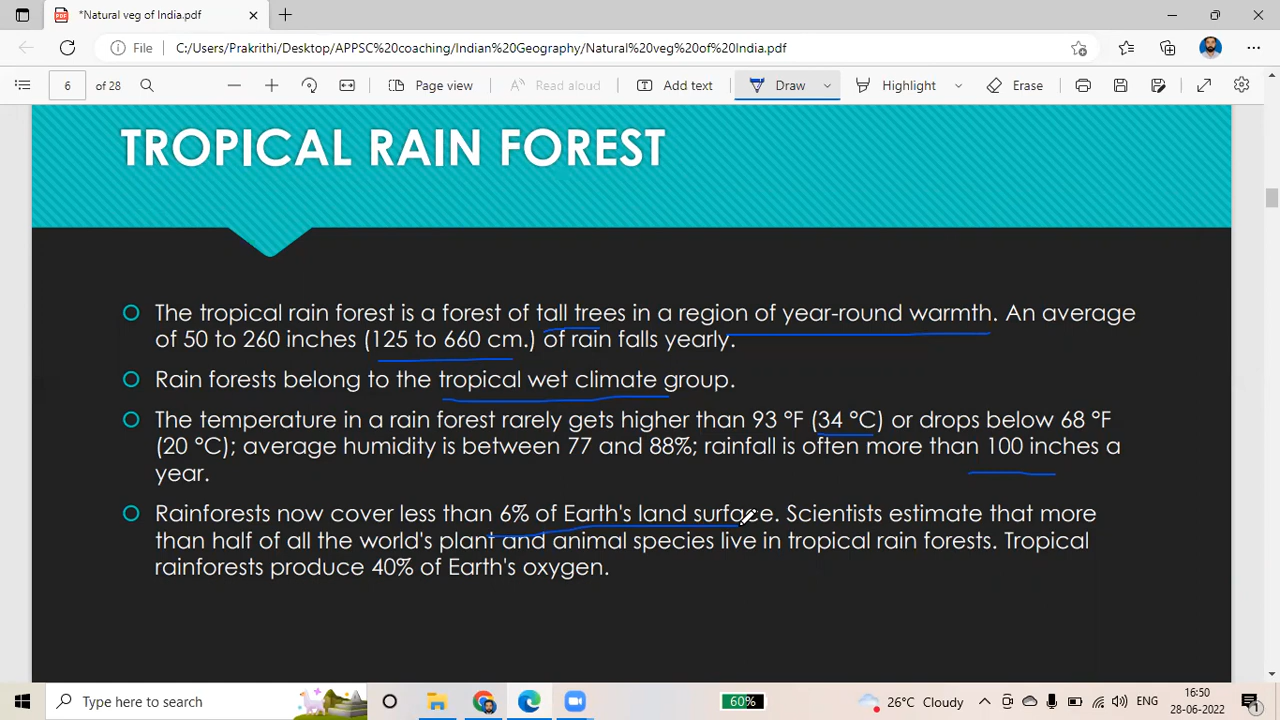 *Natural veg of India.pdf
File
C:/Users/Prakrithi/Desktop/APPSC%20coaching/Indian%20Geography/Natural%20veg%20of%20India.pdf
6 of 28
Page view
Read aloud
Add text
Draw
Highlight
Erase
TROPICAL RAIN FOREST
The tropical rain forest is a forest of tall trees in a region of year-round warmth. An average
of 50 to 260 inches (125 to 660 cm.) of rain falls yearly.
Rain forests belong to the tropical wet climate group.
The temperature in a rain forest rarely gets higher than 93 °F (34 °C) or drops below 68 °F
(20 °C); average humidity is between 77 and 88%; rainfall is often more than 100 inches a
year.
Rainforests now cover less than 6% of Earth's land surface. Scientists estimate that more
than half of all the world's plant and animal species live in tropical rain forests. Tropical
rainforests produce 40% of Earth's oxygen.
Type here to search
60%
26°C Cloudy
ENG
16:50
28-06-2022
1